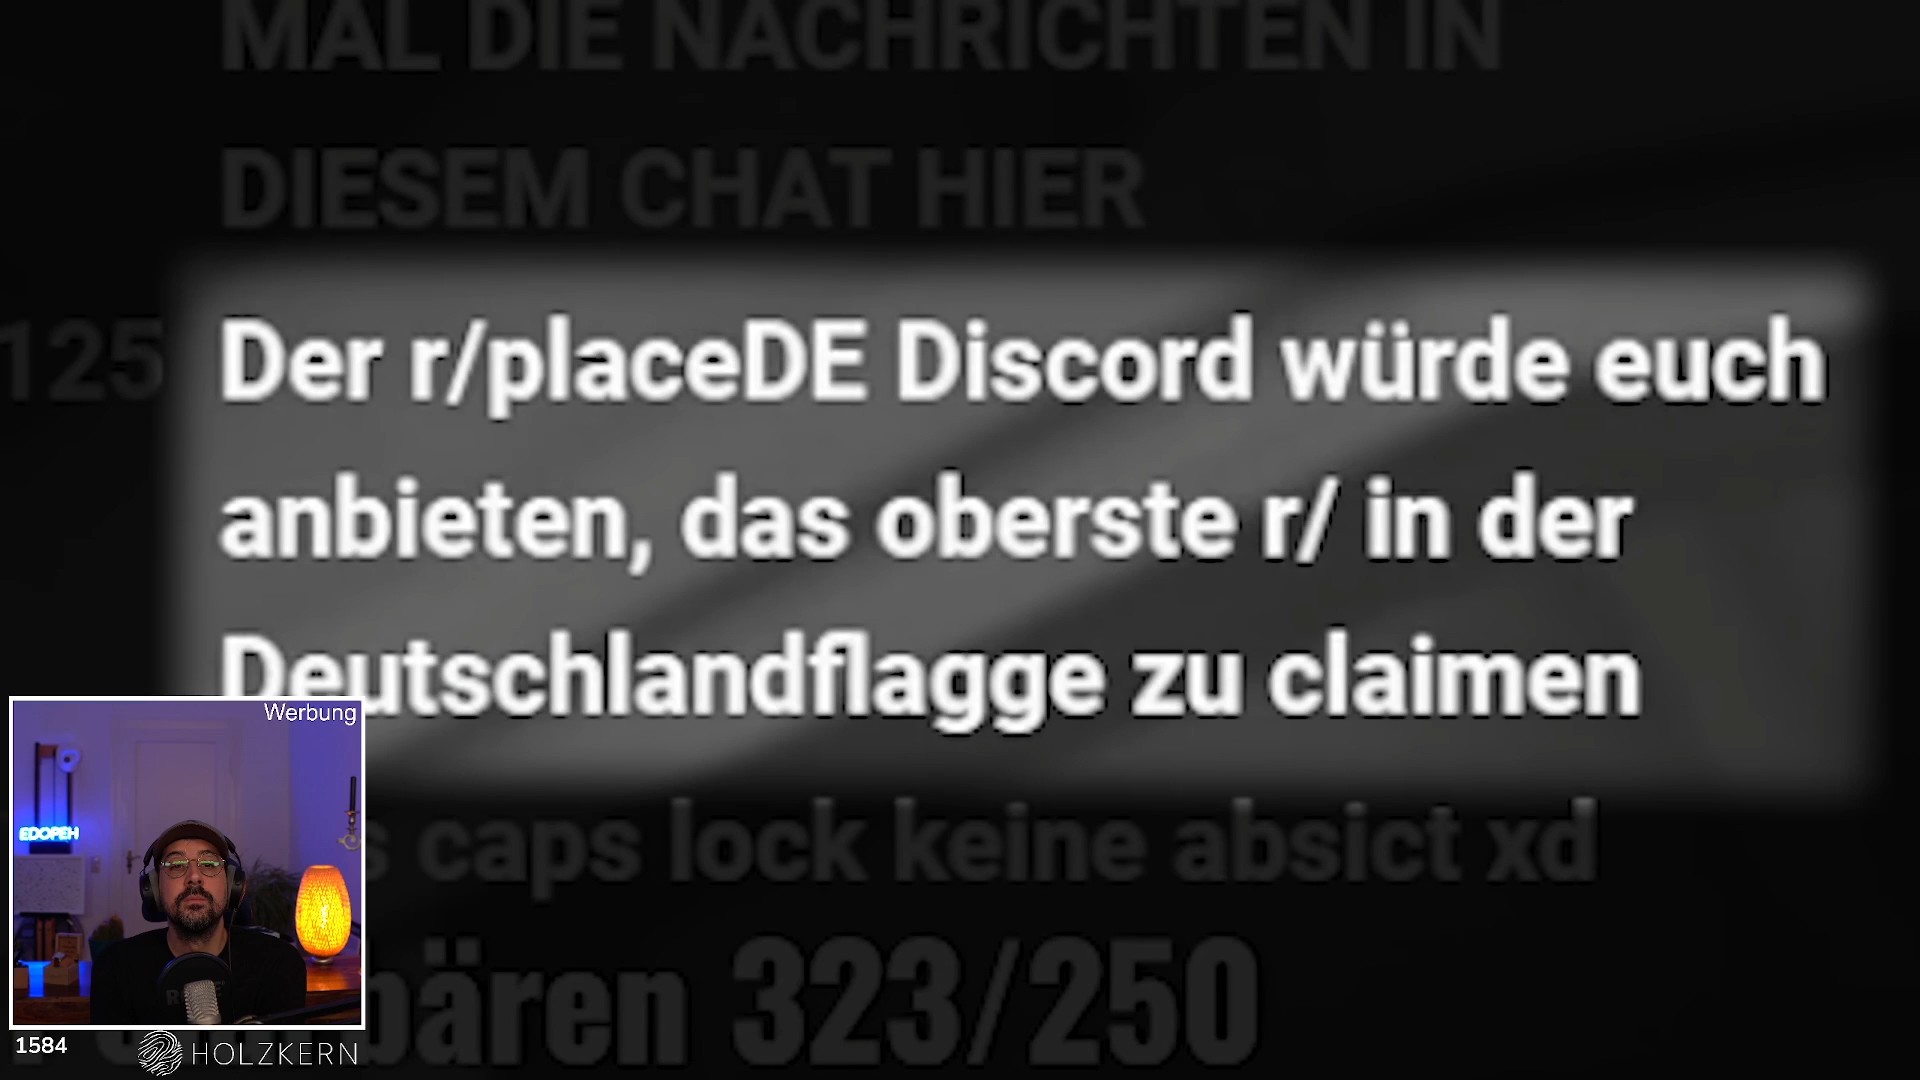 MAL DIE NACHRICHTEN IN
DIESEM CHAT HIER
125
Der r/placeDE Discord würde euch
anbieten, das oberste r/ in der
Deutschlandflagge zu claimen
caps lock keine absict xd
bären 323/250
Werbung
EDOPEH
1584
HOLZKERN